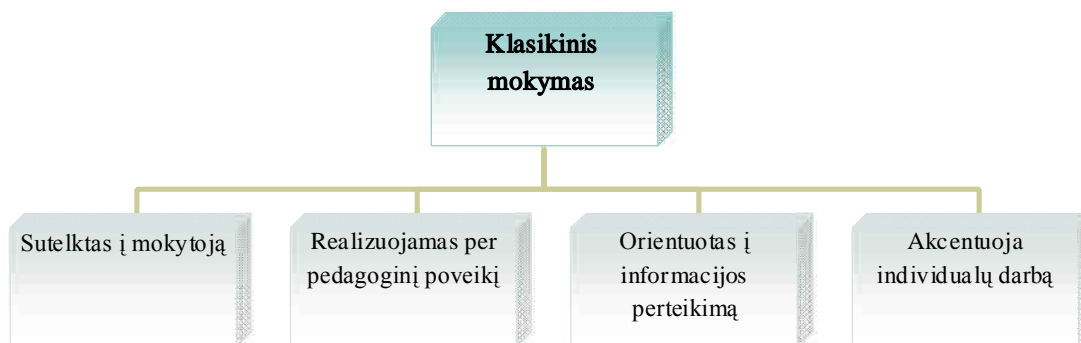 Klasikinis
mokymas
Sutelktas į mokytoją
Realizuojamas per
pedagoginį poveikį
Orientuotas į
informacijos
perteikimą
Akcentuoja
individualų darbą